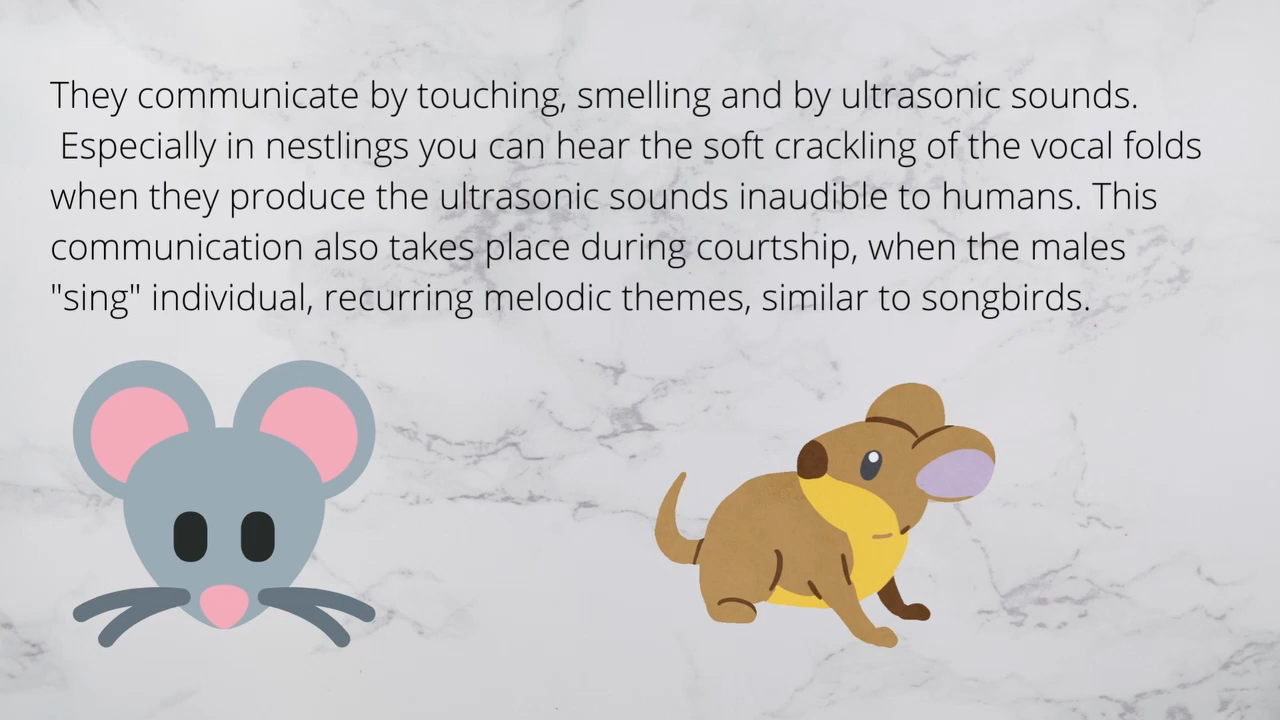 They communicate by touching, smelling and by ultrasonic sounds.
Especially in nestlings you can hear the soft crackling of the vocal folds
when they produce the ultrasonic sounds inaudible to humans. This
communication also takes place during courtship, when the males
"sing" individual, recurring melodic themes, similar to songbirds.